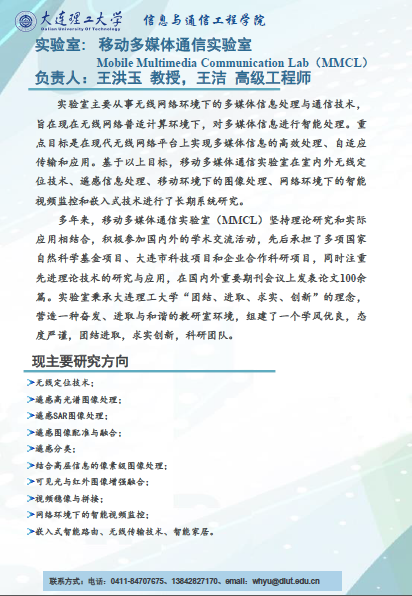 大连理工大学 信息与通信工程学院
Dalian University Of Technology
实验室: 移动多媒体通信实验室
Mobile Multimedia Communication Lab（MMCL）
负责人: 王洪玉 教授，王洁 高级工程师
实验室主要从事无线网络环境下的多媒体信息处理与通信技术，
旨在现在无线网络普适计算环境下，对多媒体信息进行智能处理。重
点目标是在现代无线网络平台上实现多媒体信息的高效处理、自适应
传输和应用。基于以上目标，移动多媒体通信实验室在室内外无线定
位技术、遥感信息处理、移动环境下的图像处理、网络环境下的智能
视频监控和嵌入式技术进行了长期系统研究。
多年来，移动多媒体通信实验室（MMCL）坚持理论研究和实际
应用相结合，积极参加国内外的学术交流活动，先后承担了多项国家
自然科学基金项目、大连市科技项目和企业合作科研项目，同时注重
先进理论技术的研究与应用，在国内外重要期刊会议上发表论文100余
篇。实验室秉承大连理工大学“团结、进取、求实、创新”的理念，
营造一种奋发、进取与和谐的教研室环境，组建了一个学风优良，态
度严谨，团结进取，求实创新，科研团队。
现主要研究方向
➢无线定位技术；
➢遥感高光谱图像处理；
➢遥感SAR图像处理；
➢遥感图像配准与融合；
➢遥感分类；
➢结合高层信息的像素级图像处理；
➢可见光与红外图像增强融合；
➢视频稳像与拼接；
➢网络环境下的智能视频监控；
➢嵌入式智能路由、无线传输技术、智能家居。
联系方式：电话：0411-84707675、13842827170、email：whyu@dlut.edu.cn